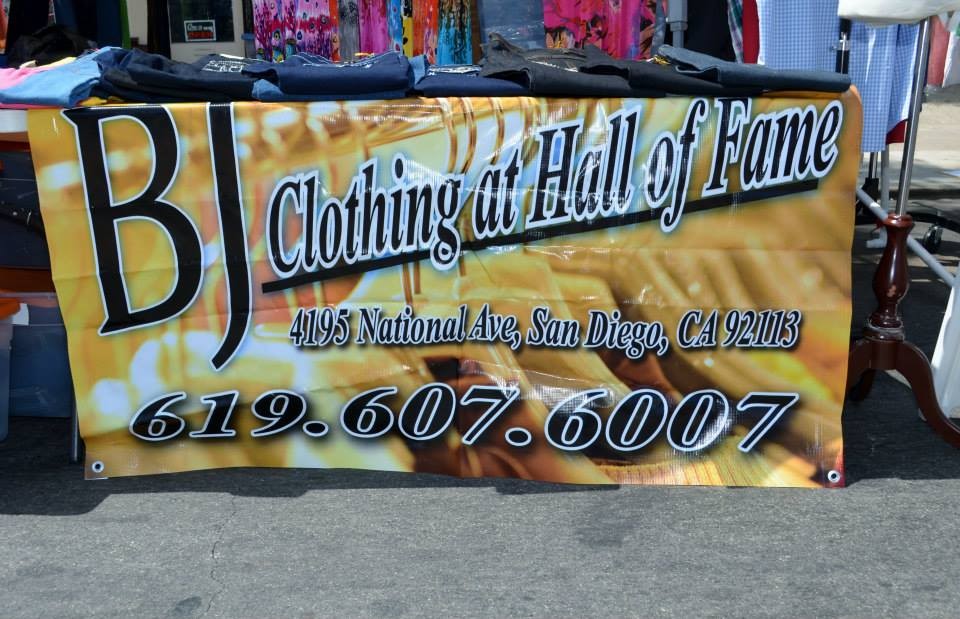 BJ Clothing at Hall of Fame
4195 National Ave, San Diego, CA 92113
619.607.6007